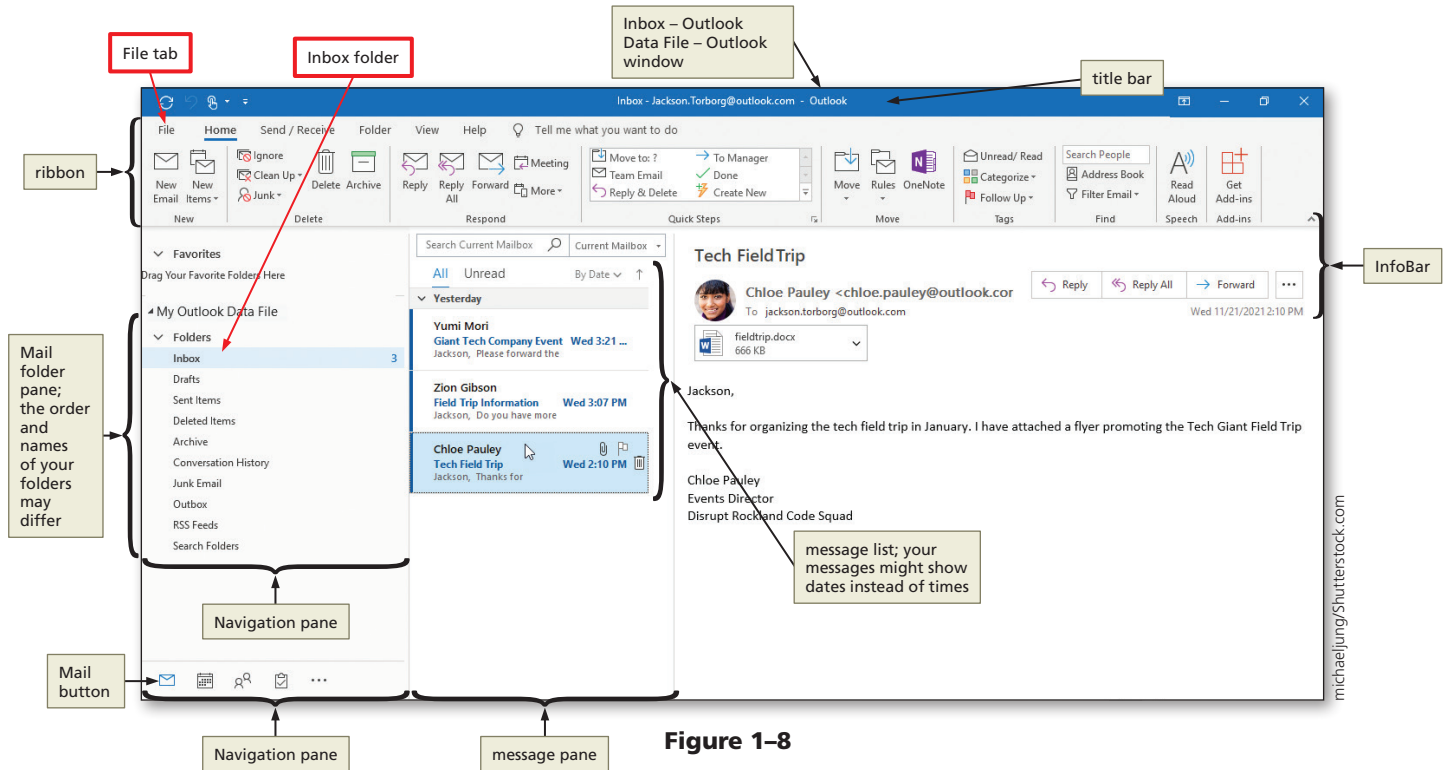 Inbox – Outlook
Data File – Outlook
window
File tab
Inbox folder
title bar
Inbox - Jackson.Torborg@outlook.com - Outlook
File Home Send / Receive Folder View Help Tell me what you want to do
ribbon
New
Email
New
Items
New
Ignore
Clean Up
Junk
Delete
Archive
Delete
Reply
Reply
All
Forward
Meeting
More
Respond
Move to: ?
Team Email
Reply & Delete
To Manager
Done
Create New
Quick Steps
Move
Rules
OneNote
Move
Unread/ Read
Categorize
Follow Up
Tags
Search People
Address Book
Filter Email
Find
Read
Aloud
Speech
Get
Add-ins
Add-ins
InfoBar
Favorites
Drag Your Favorite Folders Here
My Outlook Data File
Folders
Inbox 3
Drafts
Sent Items
Deleted Items
Archive
Conversation History
Junk Email
Outbox
RSS Feeds
Search Folders
Mail
folder
pane;
the order
and
names
of your
folders
may
differ
Navigation pane
Mail
button
Navigation pane
Search Current Mailbox Current Mailbox
All Unread By Date
Yesterday
Yumi Mori
Giant Tech Company Event Wed 3:21 ...
Jackson, Please forward the
Zion Gibson
Field Trip Information Wed 3:07 PM
Jackson, Do you have more
Chloe Pauley
Tech Field Trip Wed 2:10 PM
Jackson, Thanks for
message pane
Tech Field Trip
Chloe Pauley <chloe.pauley@outlook.cor
To jackson.torborg@outlook.com
Reply Reply All Forward
Wed 11/21/2021 2:10 PM
fieldtrip.docx
666 KB
Jackson,
Thanks for organizing the tech field trip in January. I have attached a flyer promoting the Tech Giant Field Trip
event.
Chloe Pauley
Events Director
Disrupt Rockland Code Squad
message list; your
messages might show
dates instead of times
michaeljung/Shutterstock.com
Figure 1–8